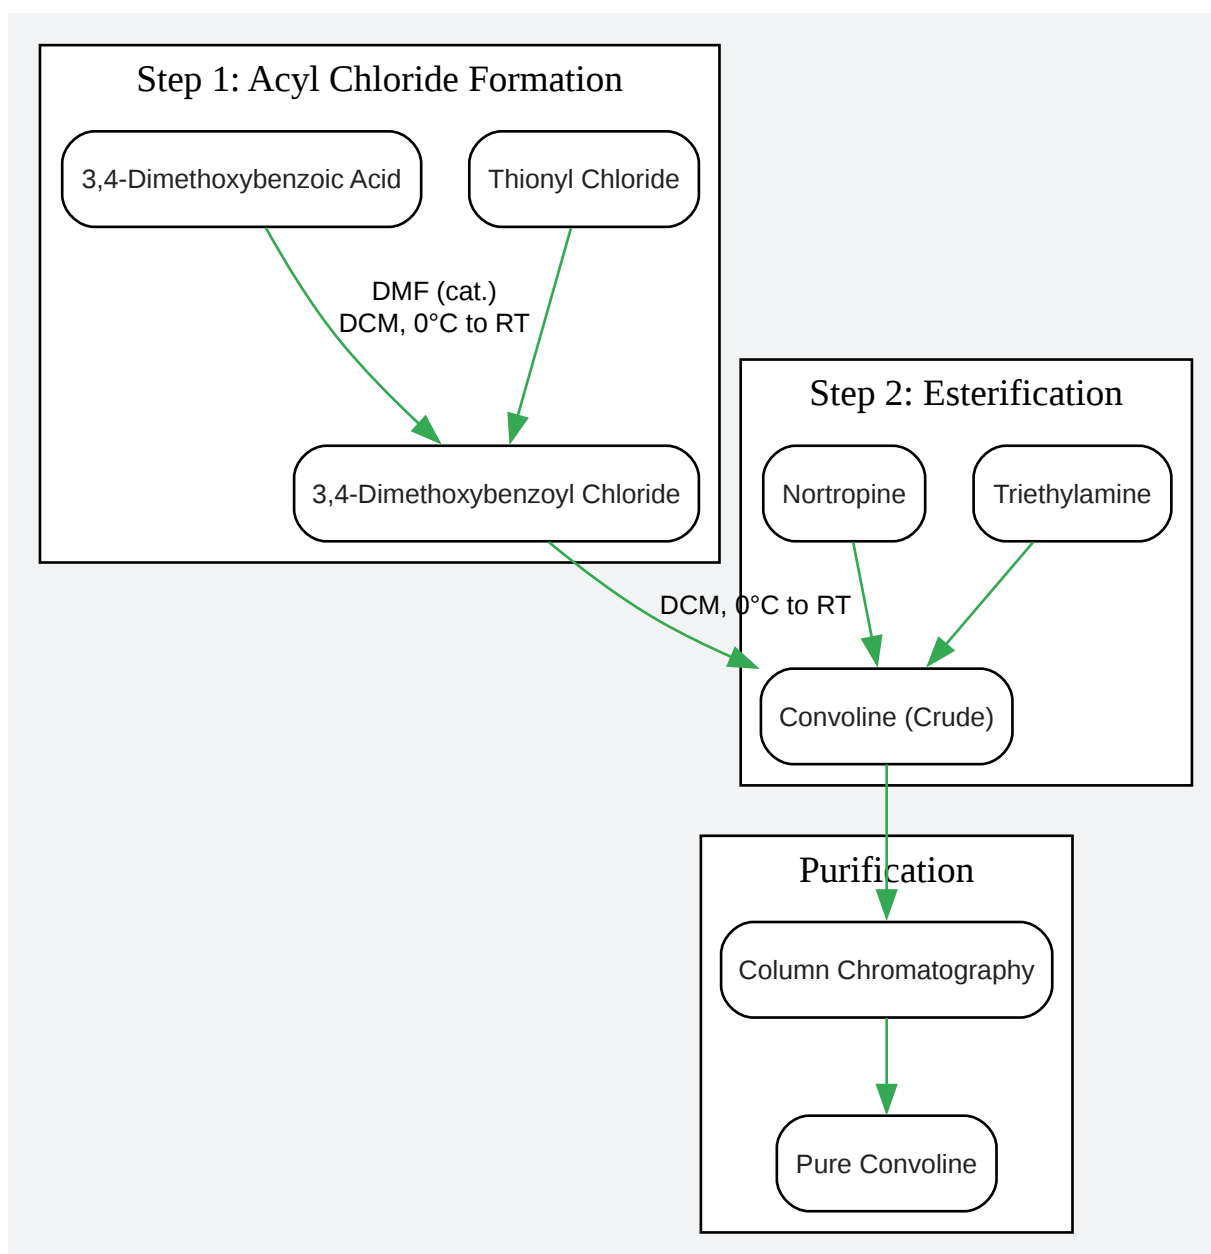 Step 1: Acyl Chloride Formation
3,4-Dimethoxybenzoic Acid
Thionyl Chloride
DMF (cat.)
DCM, 0°C to RT
3,4-Dimethoxybenzoyl Chloride
Step 2: Esterification
Nortropine
Triethylamine
DCM, 0°C to RT
Convoline (Crude)
Purification
Column Chromatography
Pure Convoline